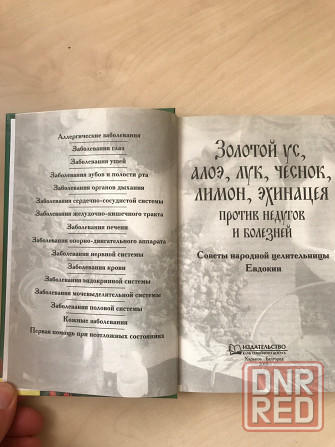 Аллергические заболевания
Заболевания глаз
Заболевания ушей
Заболевания зубов и полости рта
Заболевания органов дыхания
Заболевания сердечно-сосудистой системы
Заболевания желудочно-кишечного тракта
Заболевания печени
Заболевания опорно-двигательного аппарата
Заболевания нервной системы
Заболевания крови
Заболевания эндокринной системы
Заболевания мочевыделительной системы
Заболевания половой системы
Кожные заболевания
Первая помощь при неотложных состояниях
Золотой ус,
алоэ, лук, чеснок,
лимон, эхинацея
против недугов
и болезней
Советы народной целительницы
Евдокии
ИЗДАТЕЛЬСТВО
Харьков Белгород
DNR
RED